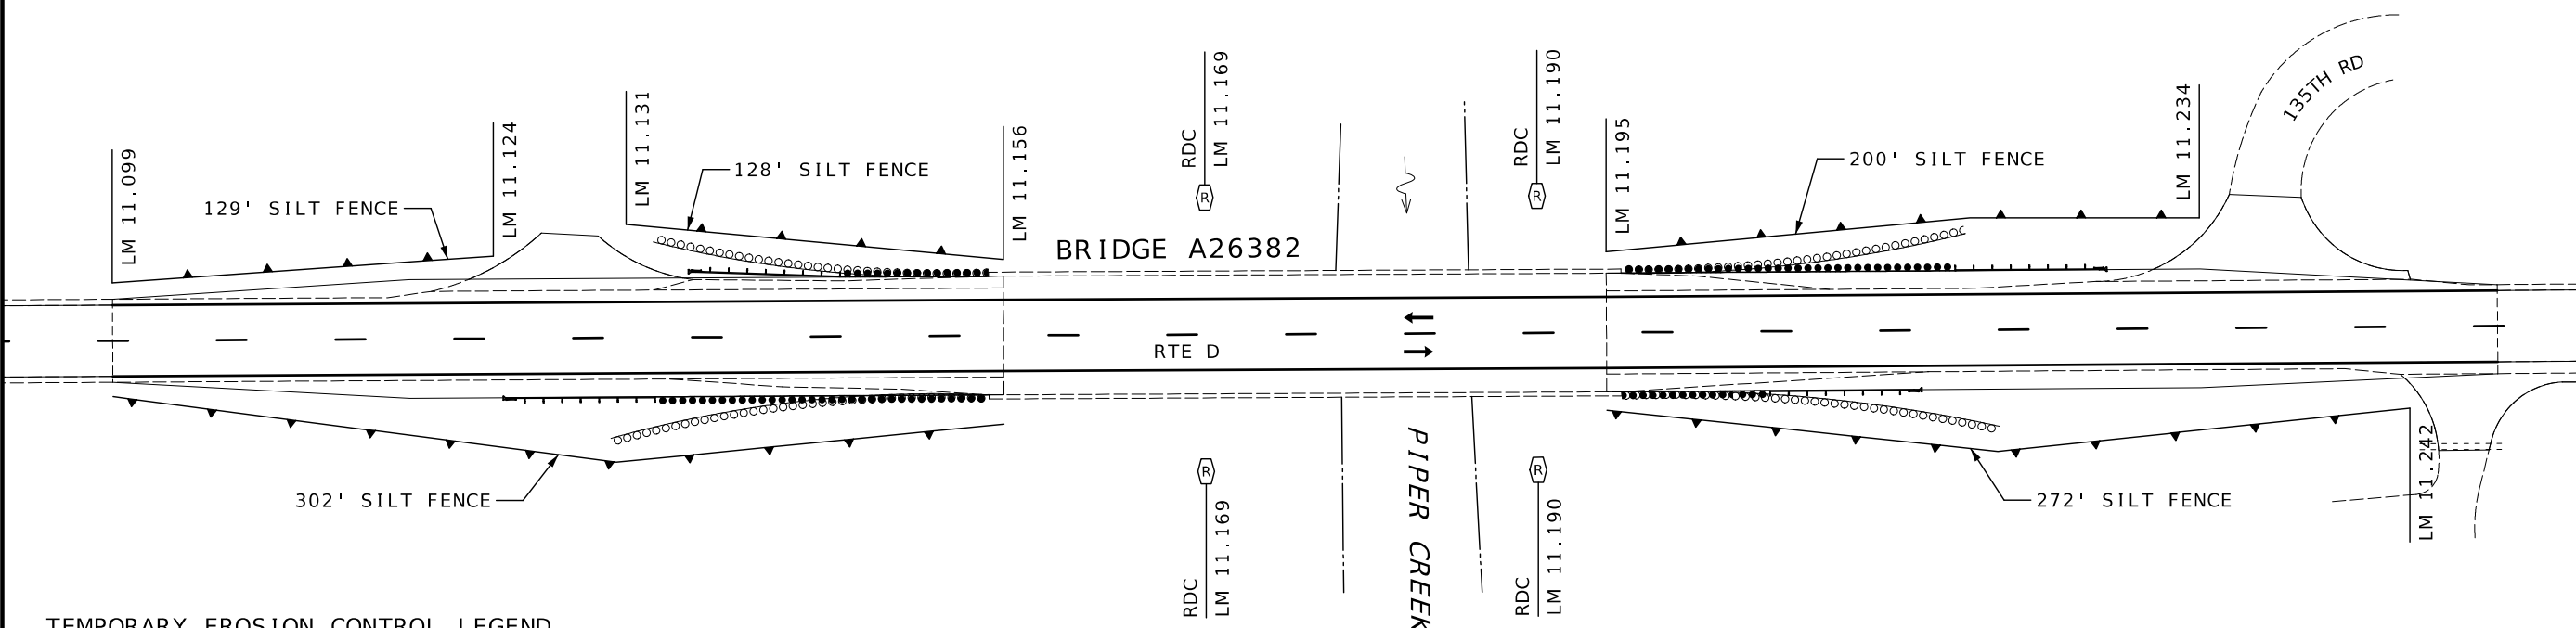 LM 11.099
129' SILT FENCE
LM 11.124
LM 11.131
128' SILT FENCE
LM 11.156
BRIDGE A26382
RDC
LM 11.169
R
RDC
LM 11.190
R
LM 11.195
200' SILT FENCE
LM 11.234
135TH RD
RTE D
302' SILT FENCE
R
RDC
LM 11.169
PIPER CREEK
R
RDC
LM 11.190
272' SILT FENCE
LM 11.242
TEMPORARY EROSION CONTROL LEGEND